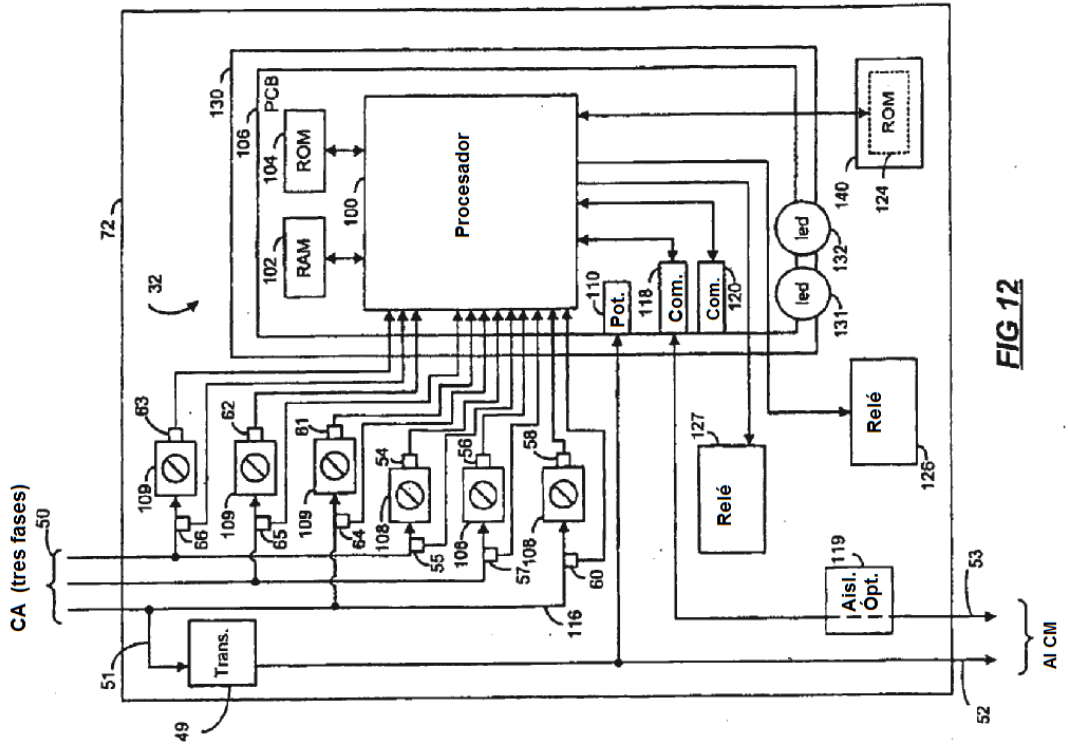 CA (tres fases)
50
72
32
130
106
PCB
102
RAM
104
ROM
100
Procesador
109
63
66
109
62
65
109
61
64
108
54
55
108
56
57
108
58
60
116
51
Trans.
49
110
Pot.
118
Com.
120
Com.
led
131
led
132
140
ROM
124
127
Relé
126
Relé
119
Aisl.
Ópt.
52
53
Al CM
FIG 12